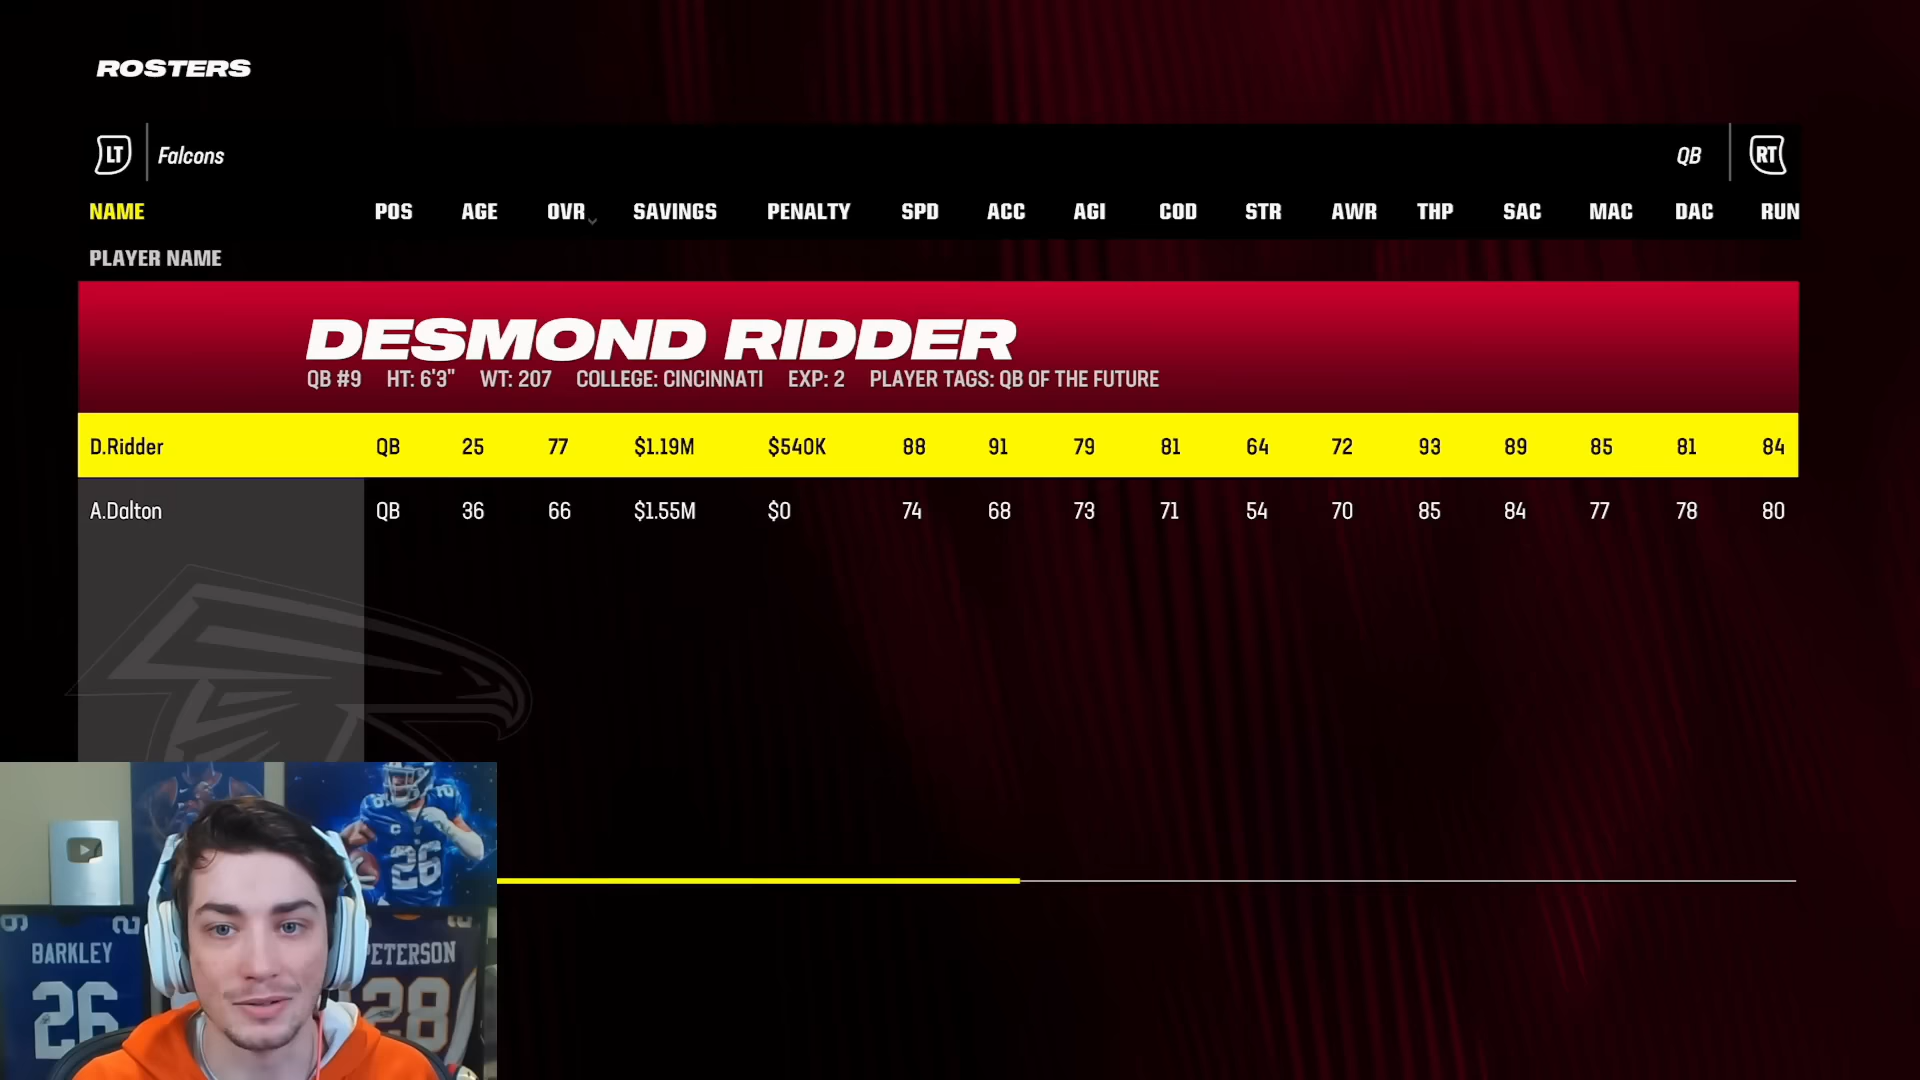 ROSTERS
LT Falcons QB RT
NAME POS AGE OVR SAVINGS PENALTY SPD ACC AGI COD STR AWR THP SAC MAC DAC RUN
PLAYER NAME
DESMOND RIDDER
QB #9 HT: 6'3" WT: 207 COLLEGE: CINCINNATI EXP: 2 PLAYER TAGS: QB OF THE FUTURE
D.Ridder QB 25 77 $1.19M $540K 88 91 79 81 64 72 93 89 85 81 84
A.Dalton QB 36 66 $1.55M $0 74 68 73 71 54 70 85 84 77 78 80
26
BARKLEY
26
PETERSON
28